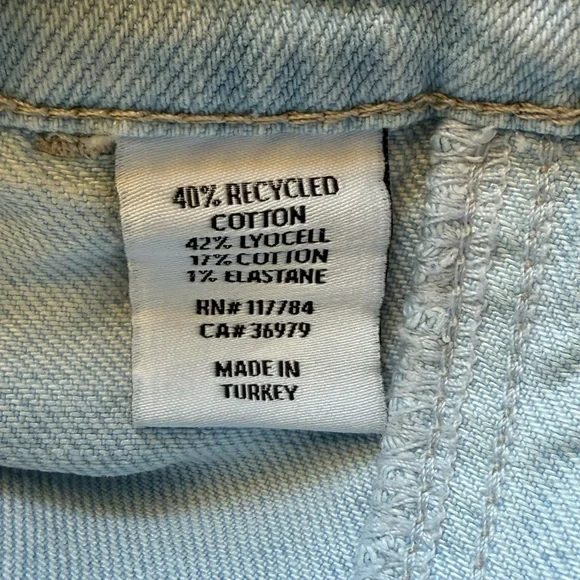 40% RECYCLED
COTTON
42% LYOCELL
17% COTTON
1% ELASTANE
RN# 117784
CA# 36979
MADE IN
TURKEY